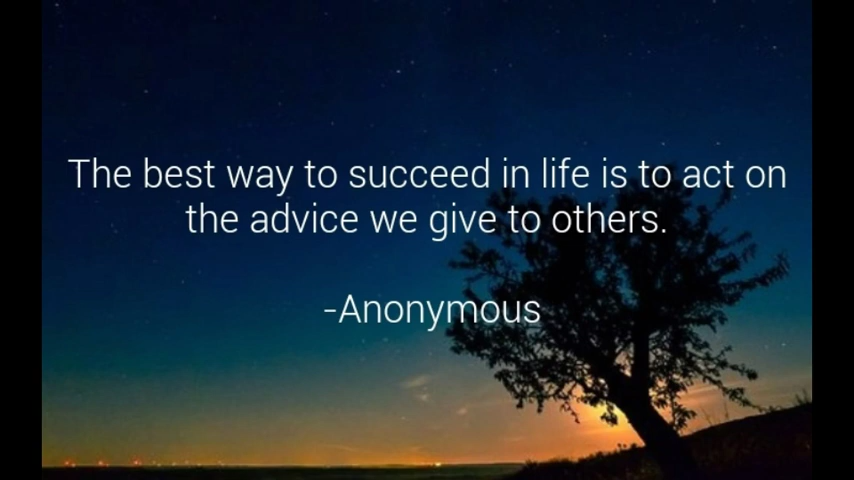 The best way to succeed in life is to act on
the advice we give to others.
-Anonymous